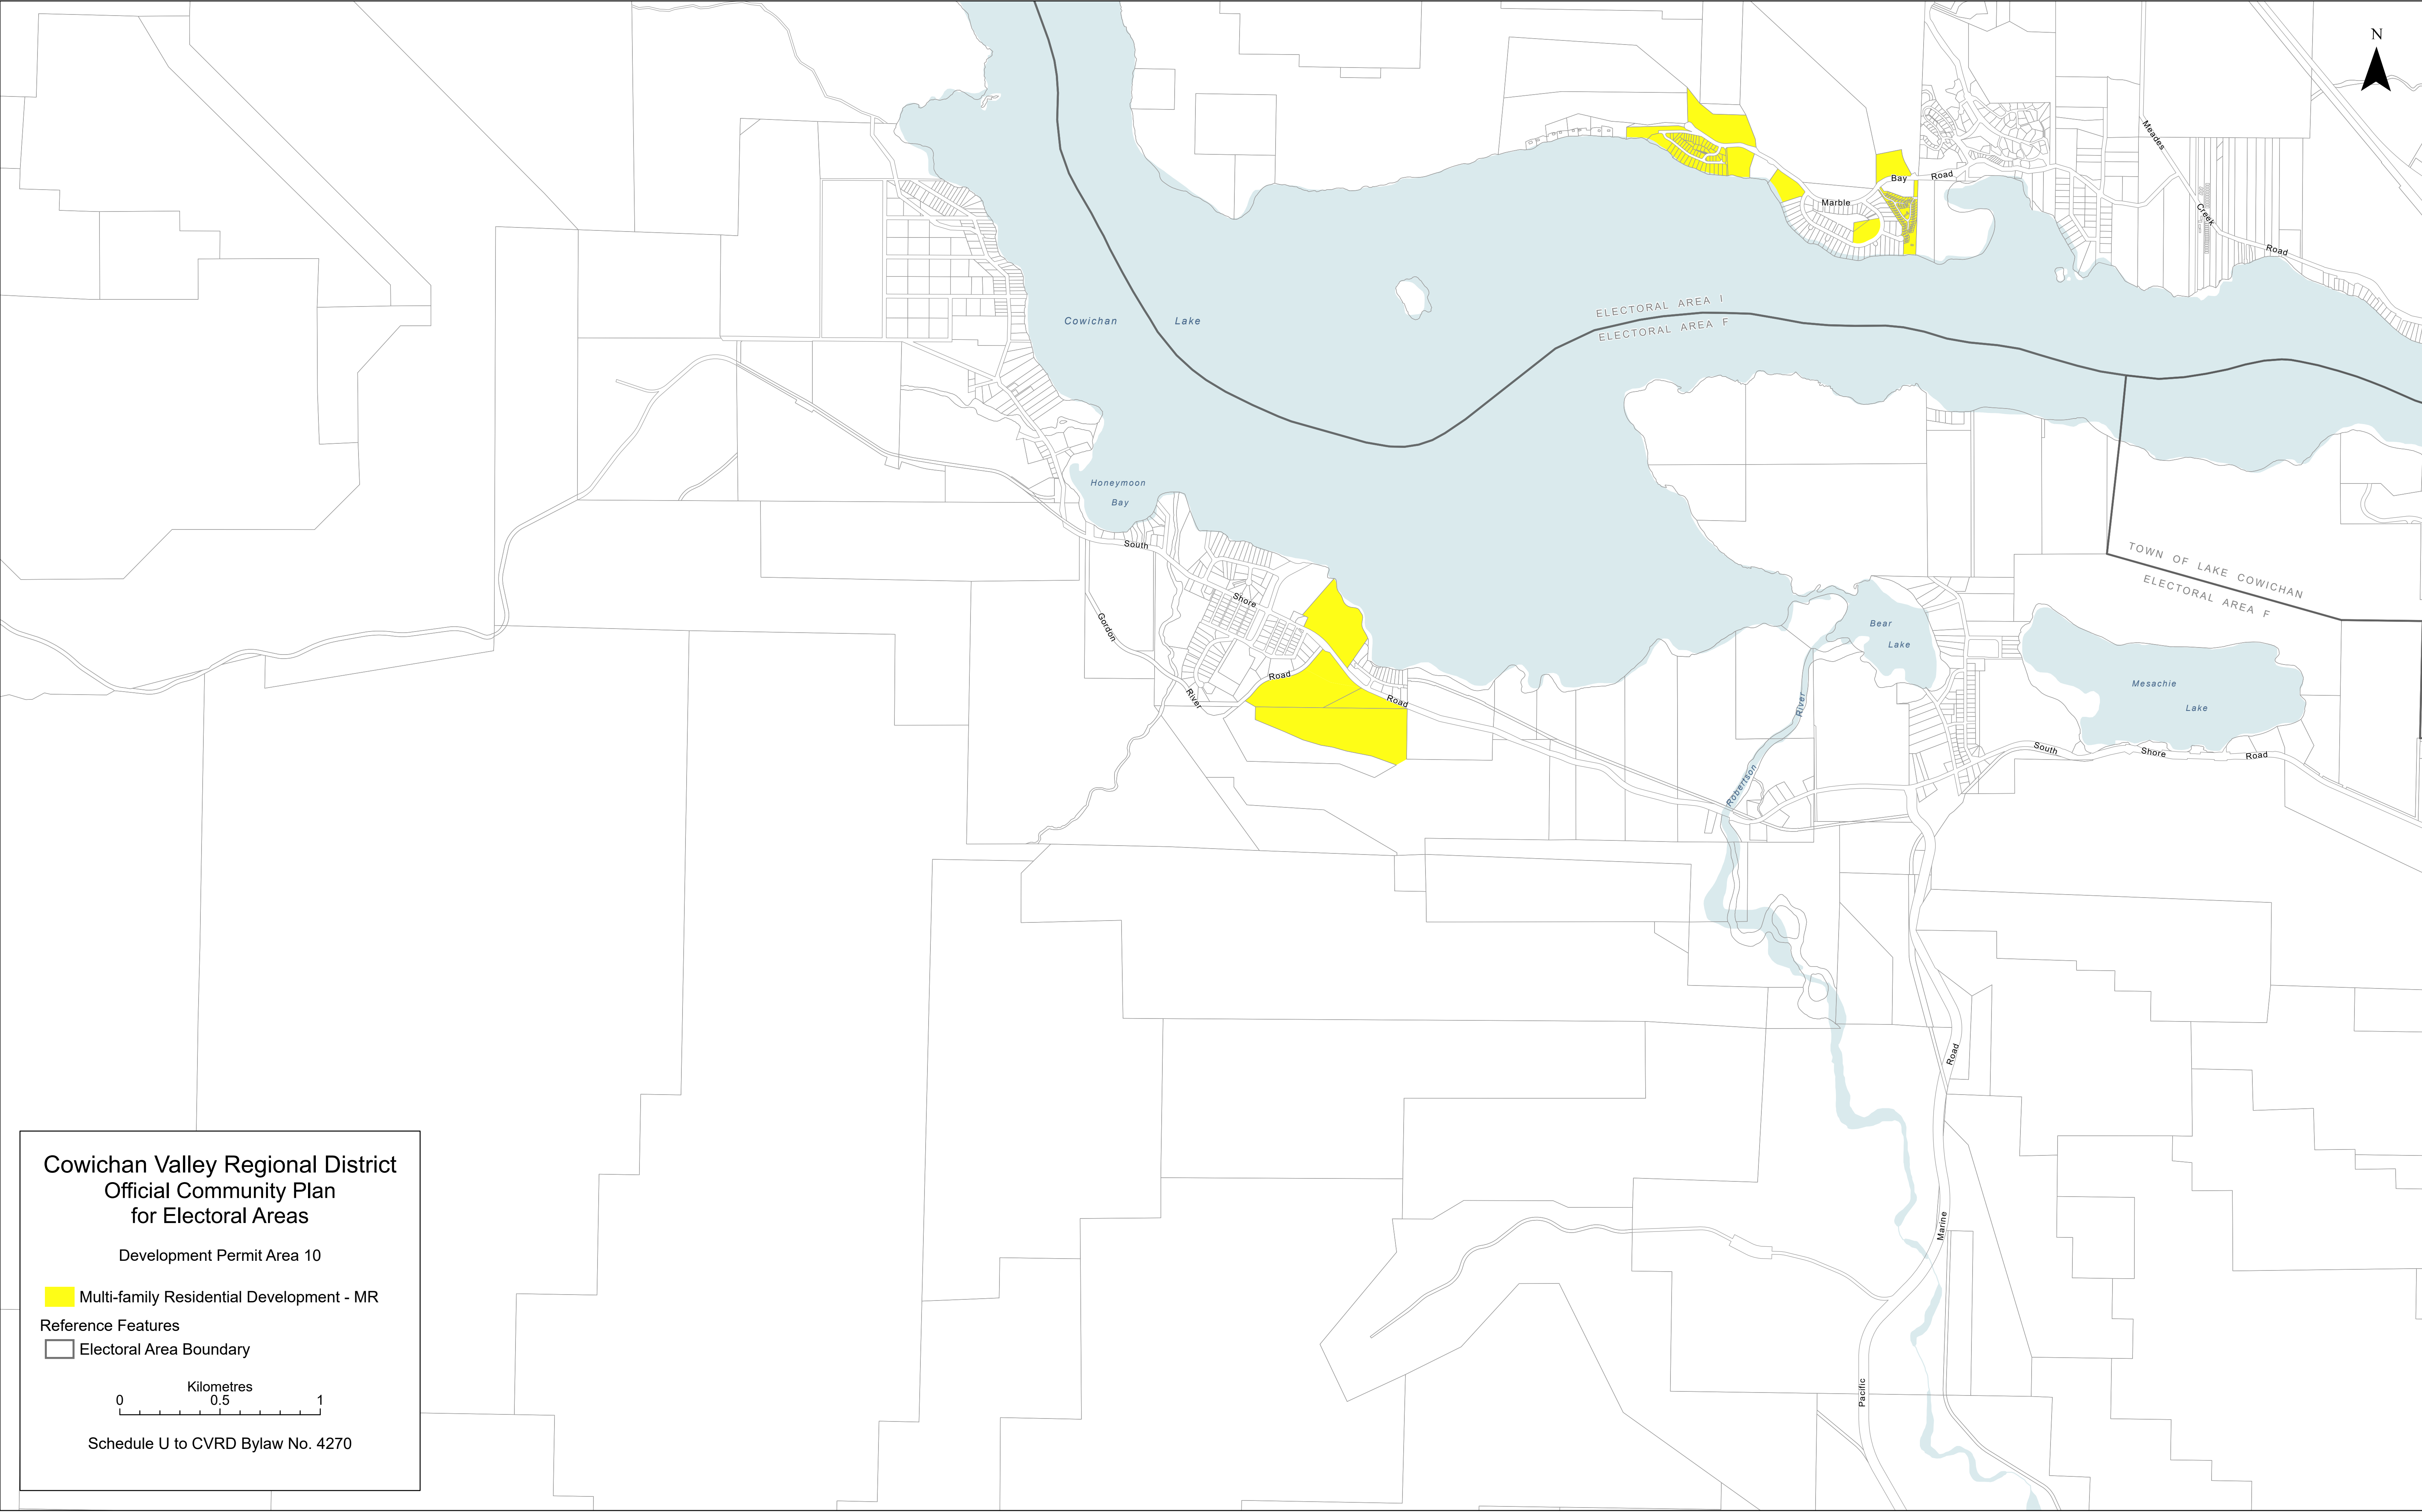 N
Meades
Creek
Road
Bay Road
Marble
ELECTORAL AREA I
ELECTORAL AREA F
Cowichan Lake
Honeymoon
Bay
South
Shore
Road
Gordon
River
Road
TOWN OF LAKE COWICHAN
ELECTORAL AREA F
Bear
Lake
Mesachie
Lake
River
Robertson
South Shore Road
Road
Marine
Pacific
Cowichan Valley Regional District
Official Community Plan
for Electoral Areas
Development Permit Area 10
Multi-family Residential Development - MR
Reference Features
Electoral Area Boundary
Kilometres
0 0.5 1
Schedule U to CVRD Bylaw No. 4270